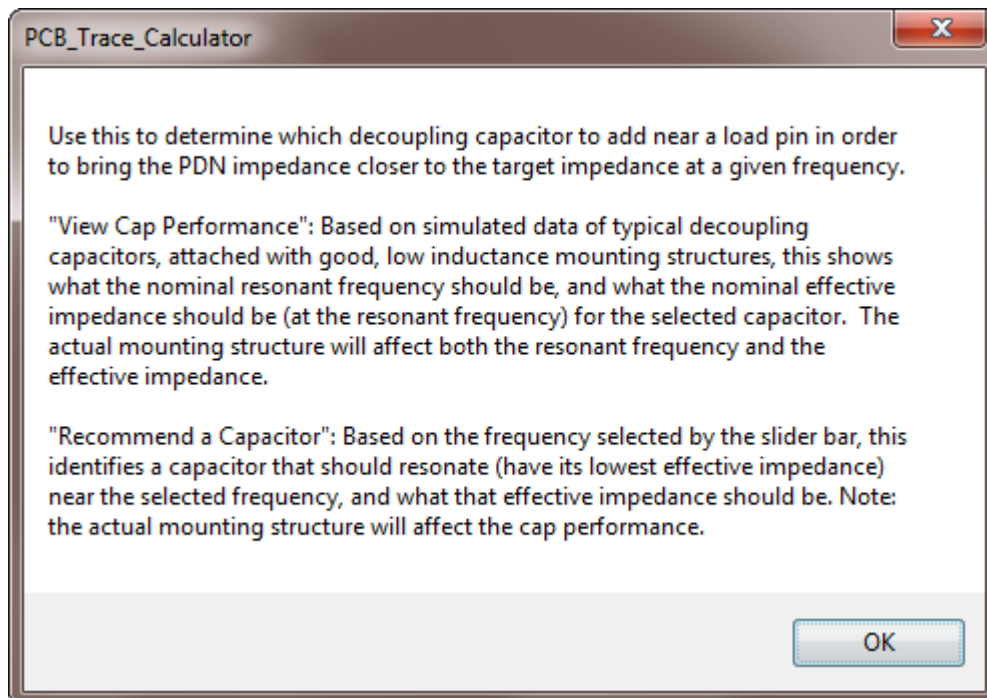 PCB_Trace_Calculator
Use this to determine which decoupling capacitor to add near a load pin in order
to bring the PDN impedance closer to the target impedance at a given frequency.
"View Cap Performance": Based on simulated data of typical decoupling
capacitors, attached with good, low inductance mounting structures, this shows
what the nominal resonant frequency should be, and what the nominal effective
impedance should be (at the resonant frequency) for the selected capacitor.  The
actual mounting structure will affect both the resonant frequency and the
effective impedance.
"Recommend a Capacitor": Based on the frequency selected by the slider bar, this
identifies a capacitor that should resonate (have its lowest effective impedance)
near the selected frequency, and what that effective impedance should be. Note:
the actual mounting structure will affect the cap performance.
OK